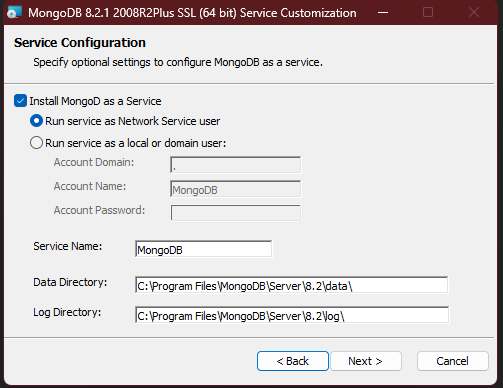 MongoDB 8.2.1 2008R2Plus SSL (64 bit) Service Customization
Service Configuration
Specify optional settings to configure MongoDB as a service.
Install MongoD as a Service
Run service as Network Service user
Run service as a local or domain user:
Account Domain: .
Account Name: MongoDB
Account Password:
Service Name: MongoDB
Data Directory: C:\Program Files\MongoDB\Server\8.2\data\
Log Directory: C:\Program Files\MongoDB\Server\8.2\log\
< Back Next > Cancel